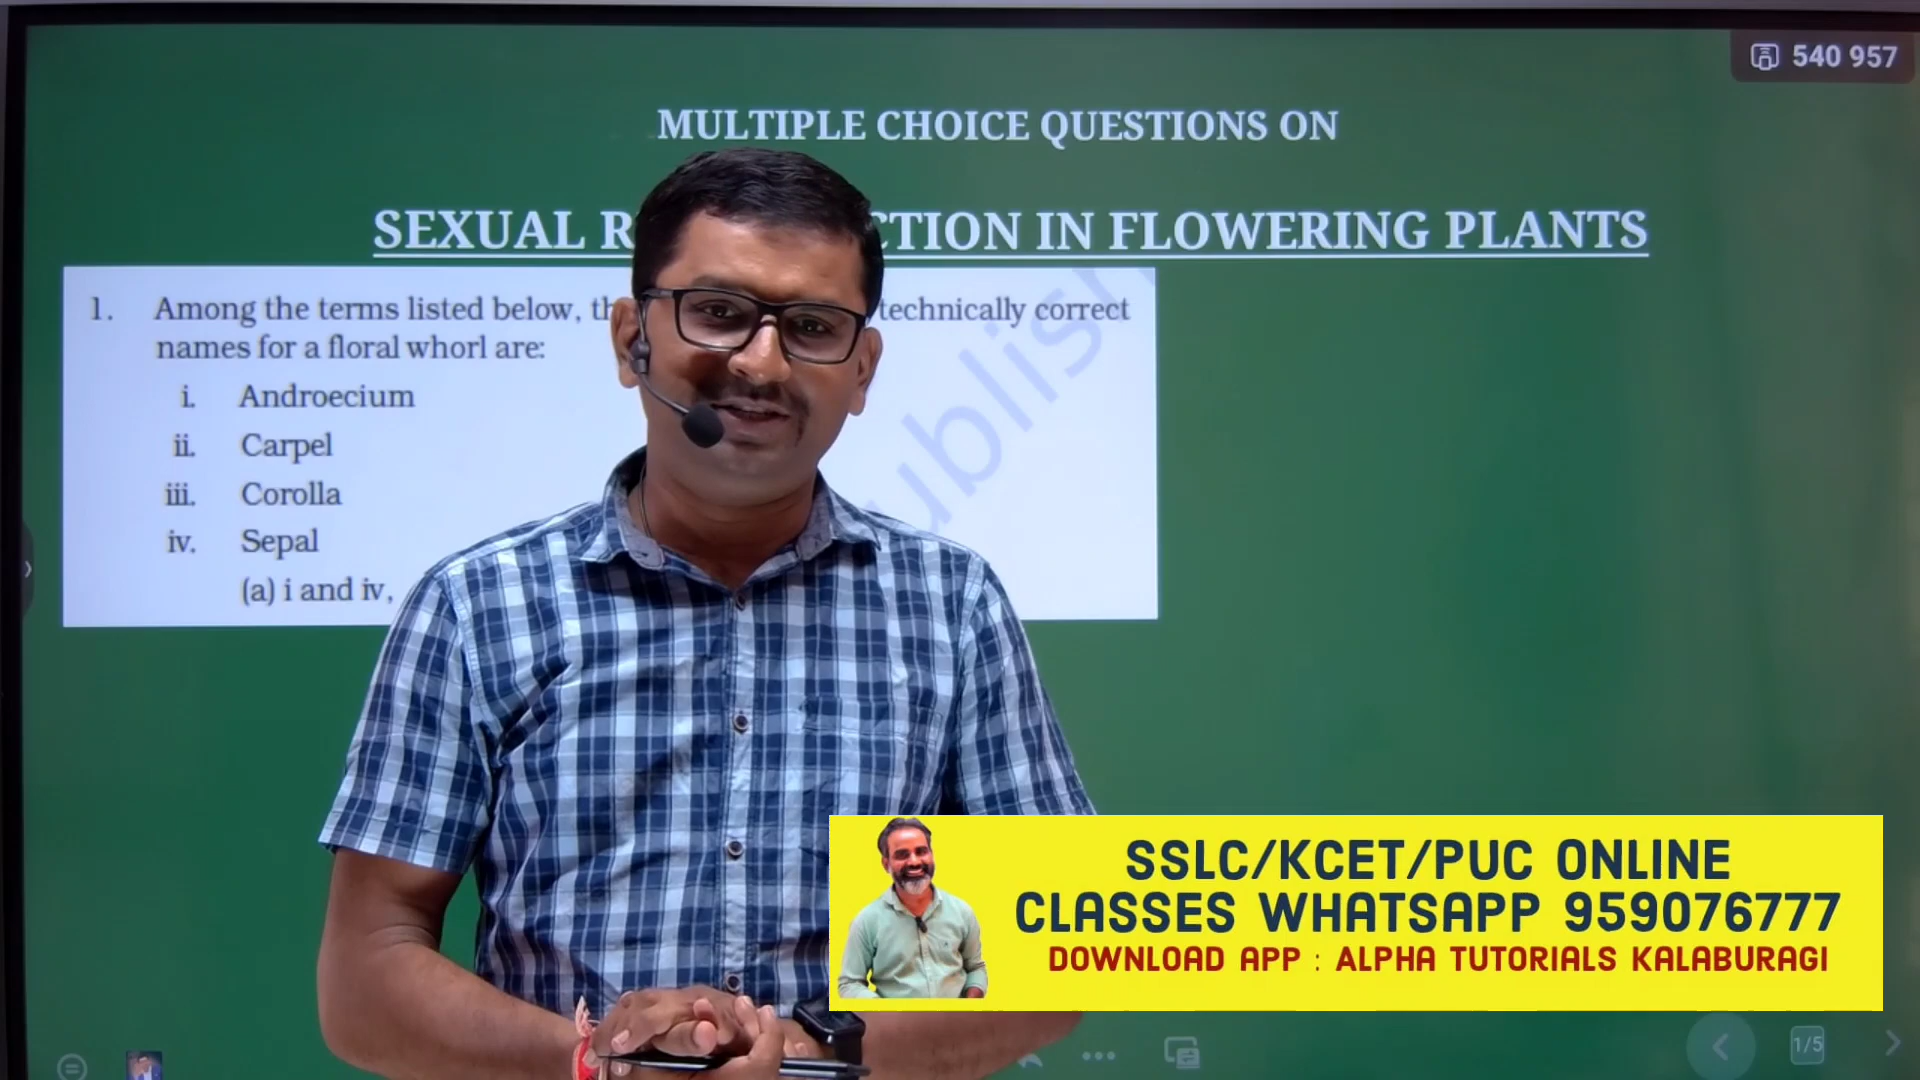 540 957
MULTIPLE CHOICE QUESTIONS ON
SEXUAL R CTION IN FLOWERING PLANTS
1. Among the terms listed below, th technically correct
names for a floral whorl are:
i. Androecium
ii. Carpel
iii. Corolla
iv. Sepal
(a) i and iv,
ublish
SSLC/KCET/PUC ONLINE
CLASSES WHATSAPP 959076777
DOWNLOAD APP : ALPHA TUTORIALS KALABURAGI
1/5